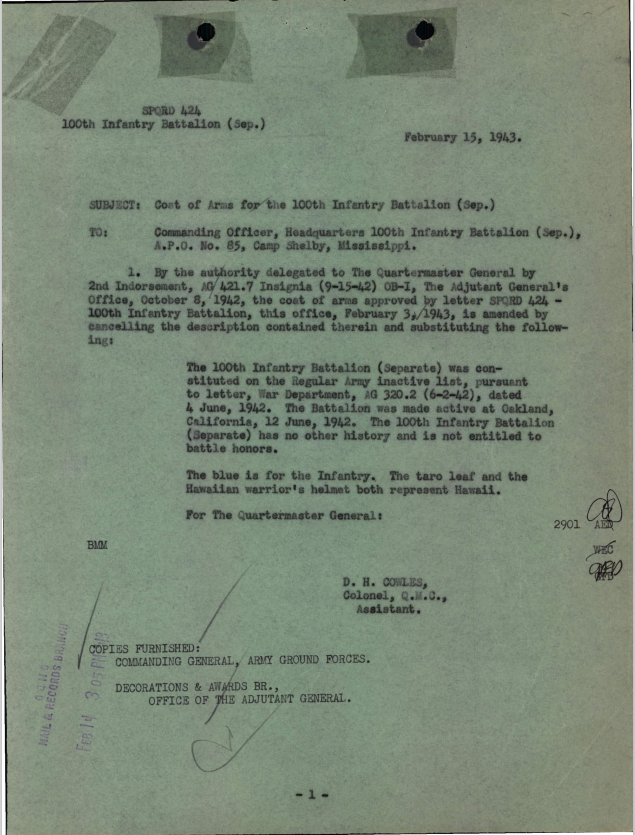 SPQRD 424
100th Infantry Battalion (Sep.)
February 15, 1943.
SUBJECT: Coat of Arms for the 100th Infantry Battalion (Sep.)
TO: Commanding Officer, Headquarters 100th Infantry Battalion (Sep.),
A.P.O. No. 85, Camp Shelby, Mississippi.
1. By the authority delegated to The Quartermaster General by
2nd Indorsement, AG 421.7 Insignia (9-15-42) OB-I, The Adjutant General's
Office, October 8, 1942, the coat of arms approved by letter SPQRD 424 -
100th Infantry Battalion, this office, February 3, 1943, is amended by
cancelling the description contained therein and substituting the follow-
ing:
The 100th Infantry Battalion (Separate) was con-
stituted on the Regular Army inactive list, pursuant
to letter, War Department, AG 320.2 (6-2-42), dated
4 June, 1942. The Battalion was made active at Oakland,
California, 12 June, 1942. The 100th Infantry Battalion
(Separate) has no other history and is not entitled to
battle honors.
The blue is for the Infantry. The taro leaf and the
Hawaiian warrior's helmet both represent Hawaii.
For The Quartermaster General:
2901 AED
WEC
BMM
D. H. COWLES,
Colonel, Q.M.C.,
Assistant.
COPIES FURNISHED:
COMMANDING GENERAL, ARMY GROUND FORCES.
DECORATIONS & AWARDS BR.,
OFFICE OF THE ADJUTANT GENERAL.
MAIL & RECORDS BRANCH
- 1 -